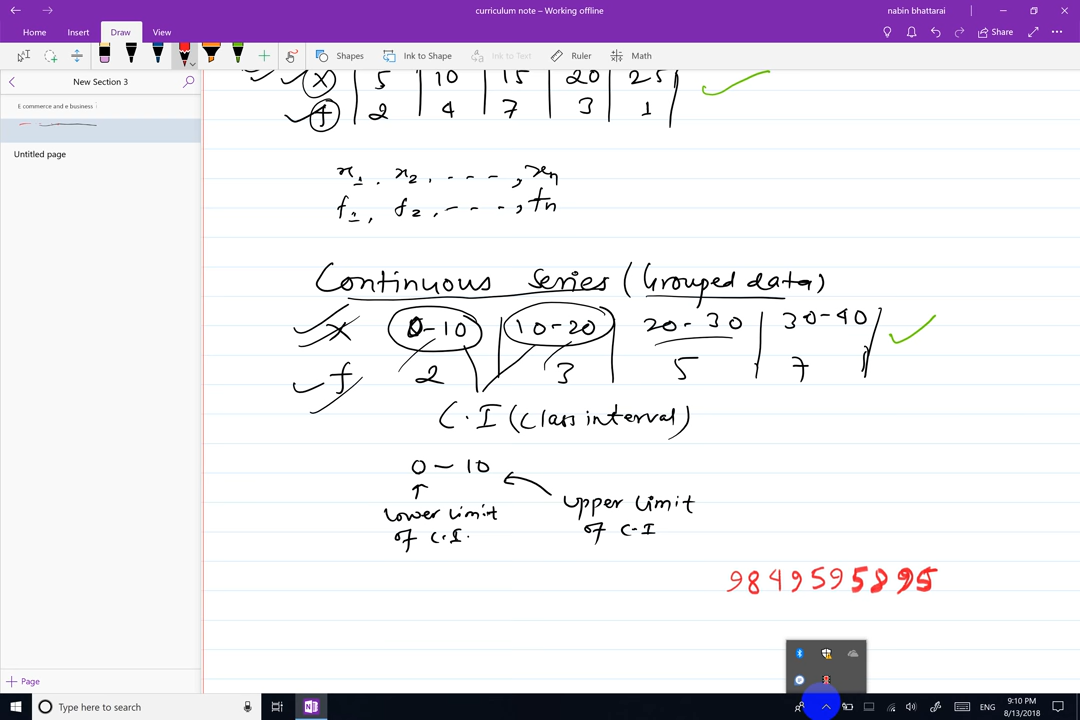 curriculum note – Working offline
nabin bhattarai
Home Insert Draw View
Share
Shapes Ink to Shape Ink to Text Ruler Math
New Section 3
E commerce and e business
Untitled page
Page
x 5 10 15 20 25
f 2 4 7 3 1
x1, x2, - - - -, xn
f1, f2, - - - -, fn
Continuous Series (Grouped data)
x 0-10 10-20 20-30 30-40
f 2 3 5 7
C.I (Class interval)
0 – 10
Lower limit of C.I.
Upper limit of C-I
9849595895
Type here to search
ENG
9:10 PM
8/13/2018